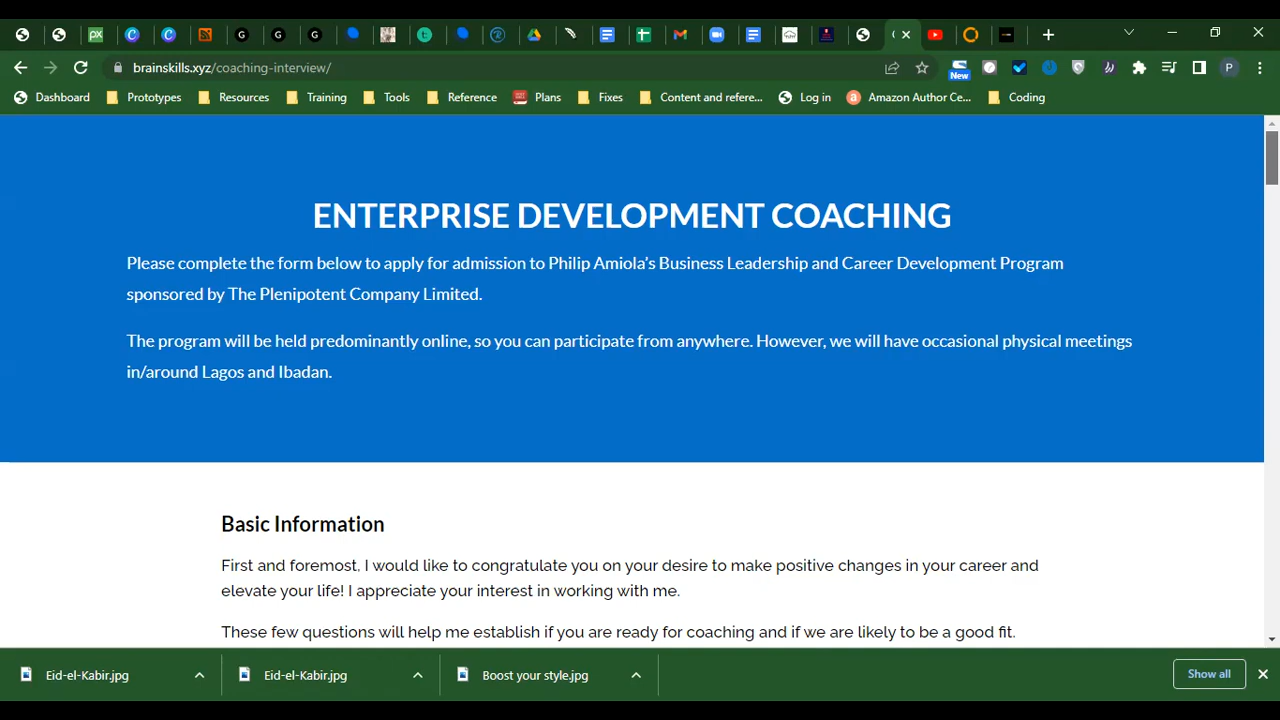 brainskills.xyz/coaching-interview/
New
P
Dashboard Prototypes Resources Training Tools Reference Plans Fixes Content and refere... Log in Amazon Author Ce... Coding
ENTERPRISE DEVELOPMENT COACHING
Please complete the form below to apply for admission to Philip Amiola's Business Leadership and Career Development Program
sponsored by The Plenipotent Company Limited.
The program will be held predominantly online, so you can participate from anywhere. However, we will have occasional physical meetings
in/around Lagos and Ibadan.
Basic Information
First and foremost, I would like to congratulate you on your desire to make positive changes in your career and
elevate your life! I appreciate your interest in working with me.
These few questions will help me establish if you are ready for coaching and if we are likely to be a good fit.
Eid-el-Kabir.jpg Eid-el-Kabir.jpg Boost your style.jpg Show all